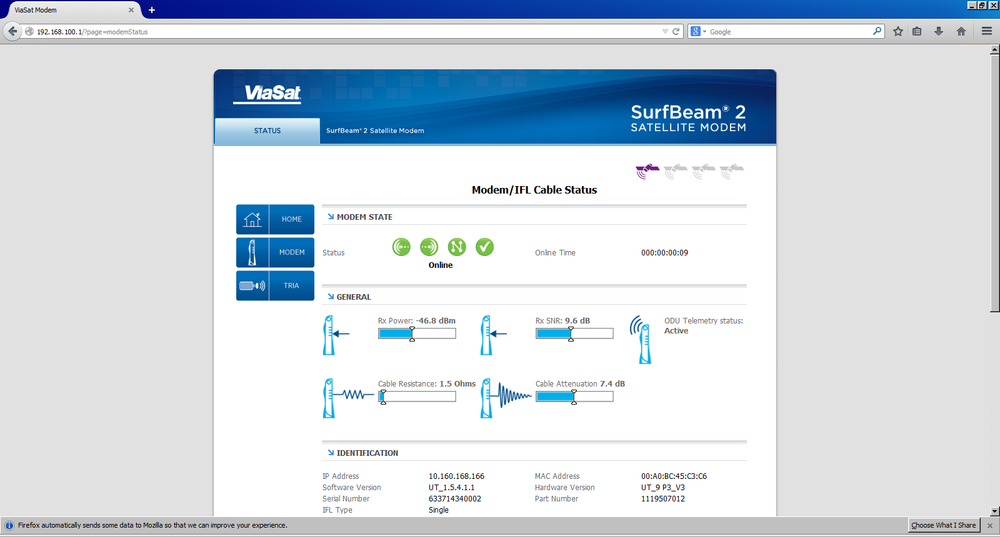 ViaSat Modem
192.168.100.1/?page=modemStatus
Google
ViaSat
SurfBeam® 2
SATELLITE MODEM
STATUS
SurfBeam® 2 Satellite Modem
Modem/IFL Cable Status
HOME
MODEM
TRIA
MODEM STATE
Status
Online
Online Time
000:00:00:09
GENERAL
Rx Power: -46.8 dBm
Rx SNR: 9.6 dB
ODU Telemetry status:
Active
Cable Resistance: 1.5 Ohms
Cable Attenuation 7.4 dB
IDENTIFICATION
IP Address 10.160.168.166 MAC Address 00:A0:BC:45:C3:C6
Software Version UT_1.5.4.1.1 Hardware Version UT_9 P3_V3
Serial Number 633714340002 Part Number 1119507012
IFL Type Single
Firefox automatically sends some data to Mozilla so that we can improve your experience.
Choose What I Share